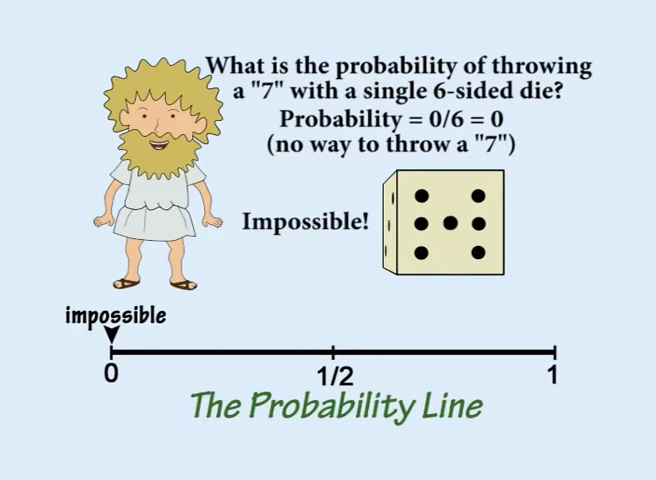 What is the probability of throwing
a "7" with a single 6-sided die?
Probability = 0/6 = 0
(no way to throw a "7")
Impossible!
impossible
0 1/2 1
The Probability Line